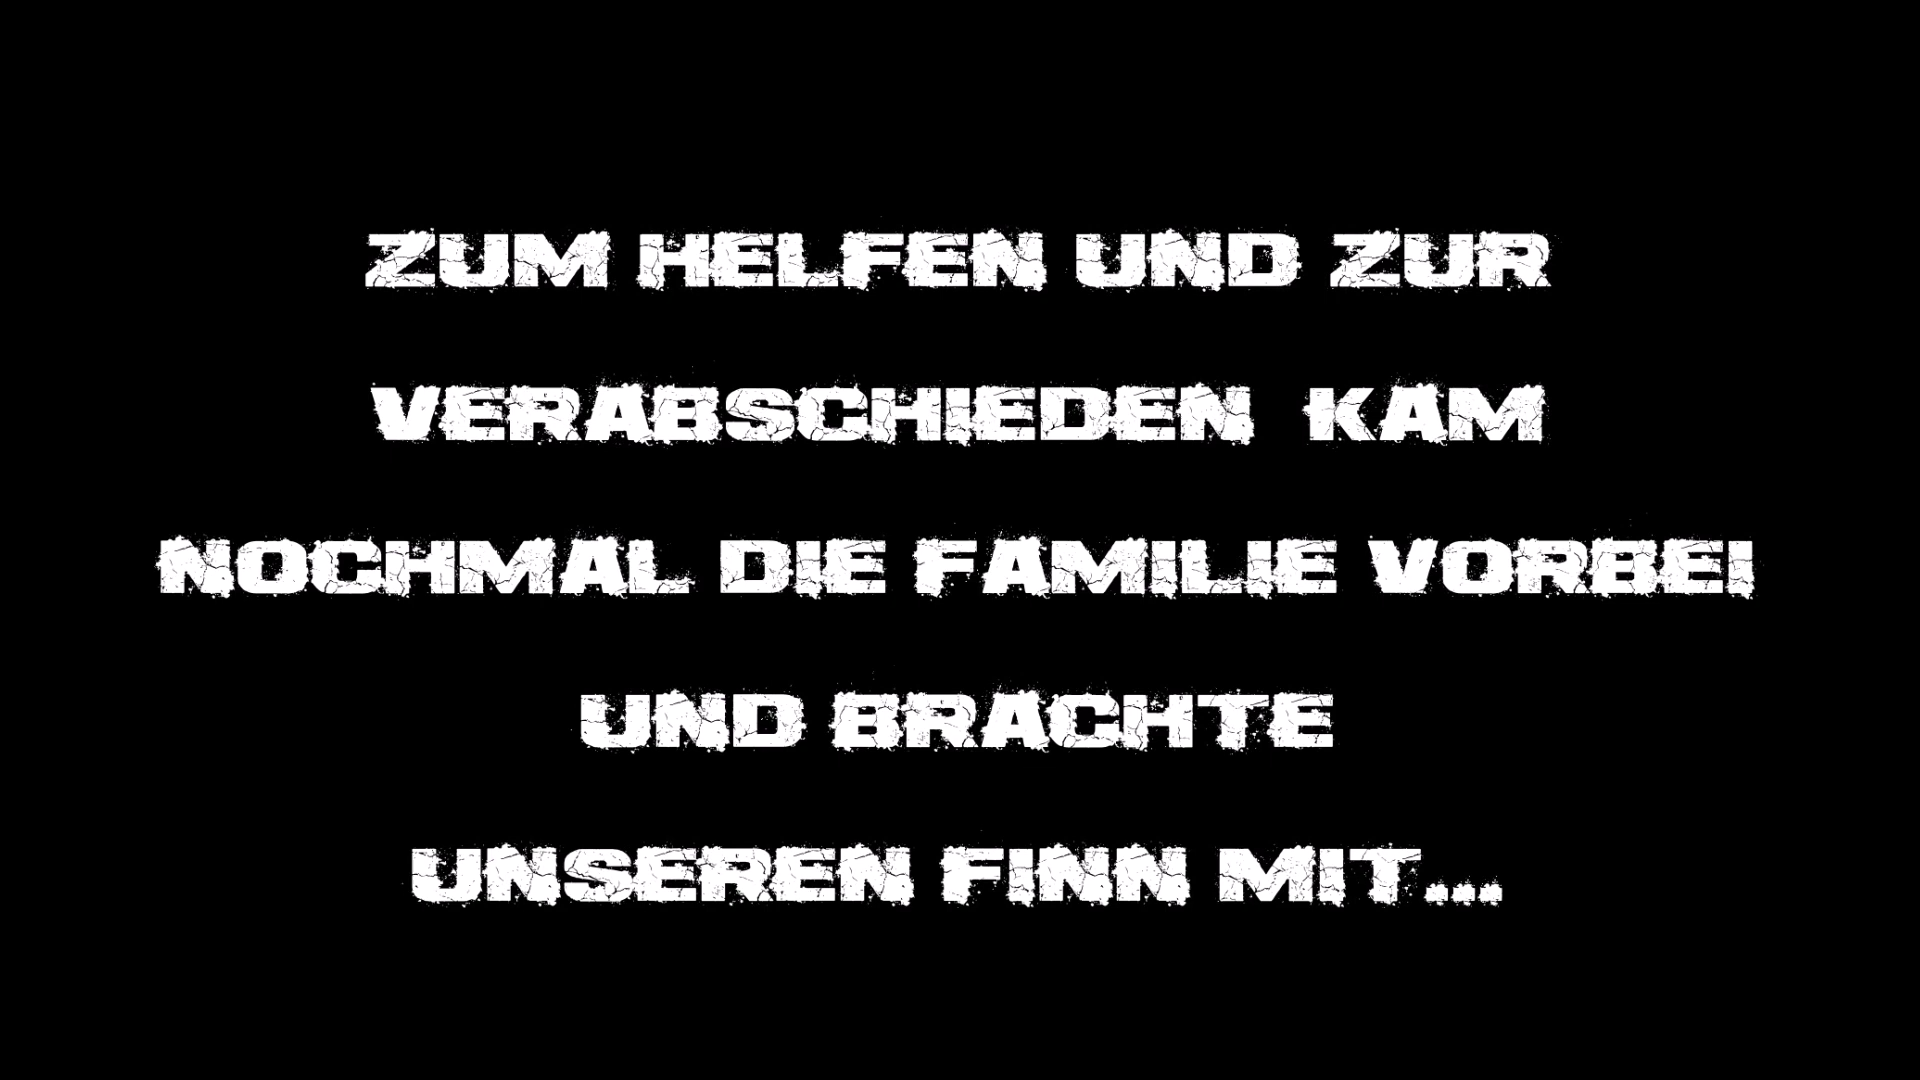 ZUM HELFEN UND ZUR
VERABSCHIEDEN  KAM
NOCHMAL DIE FAMILIE VORBEI
UND BRACHTE
UNSEREN FINN MIT...